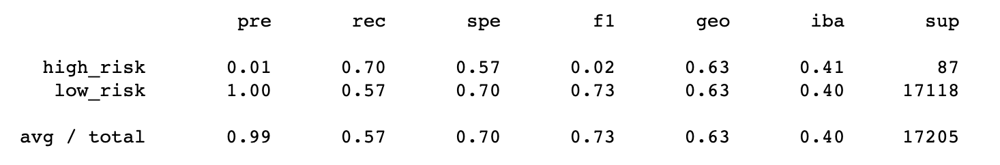 pre rec spe f1 geo iba sup
high_risk 0.01 0.70 0.57 0.02 0.63 0.41 87
low_risk 1.00 0.57 0.70 0.73 0.63 0.40 17118
avg / total 0.99 0.57 0.70 0.73 0.63 0.40 17205